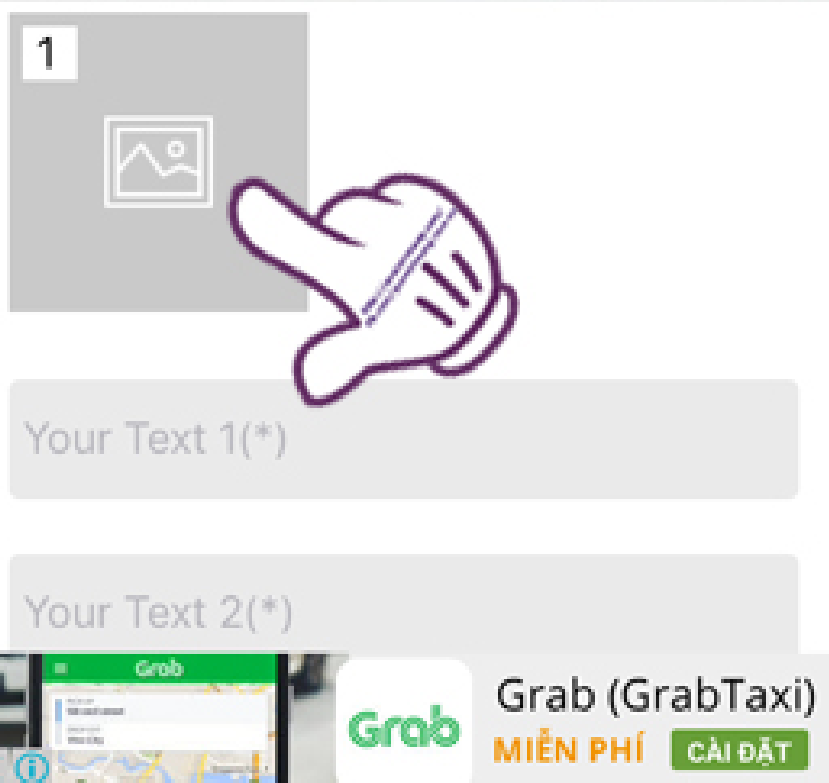 1
Your Text 1(*)
Your Text 2(*)
Grab
Grab
Grab (GrabTaxi)
MIỄN PHÍ
CÀI ĐẶT